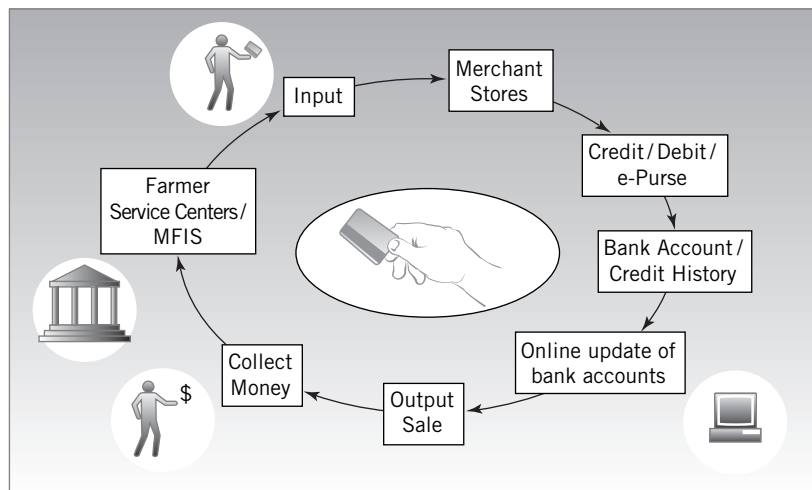 Input
Merchant
Stores
Credit/Debit/
e-Purse
Bank Account/
Credit History
Online update of
bank accounts
Output
Sale
Collect
Money
$
Farmer
Service Centers/
MFIS